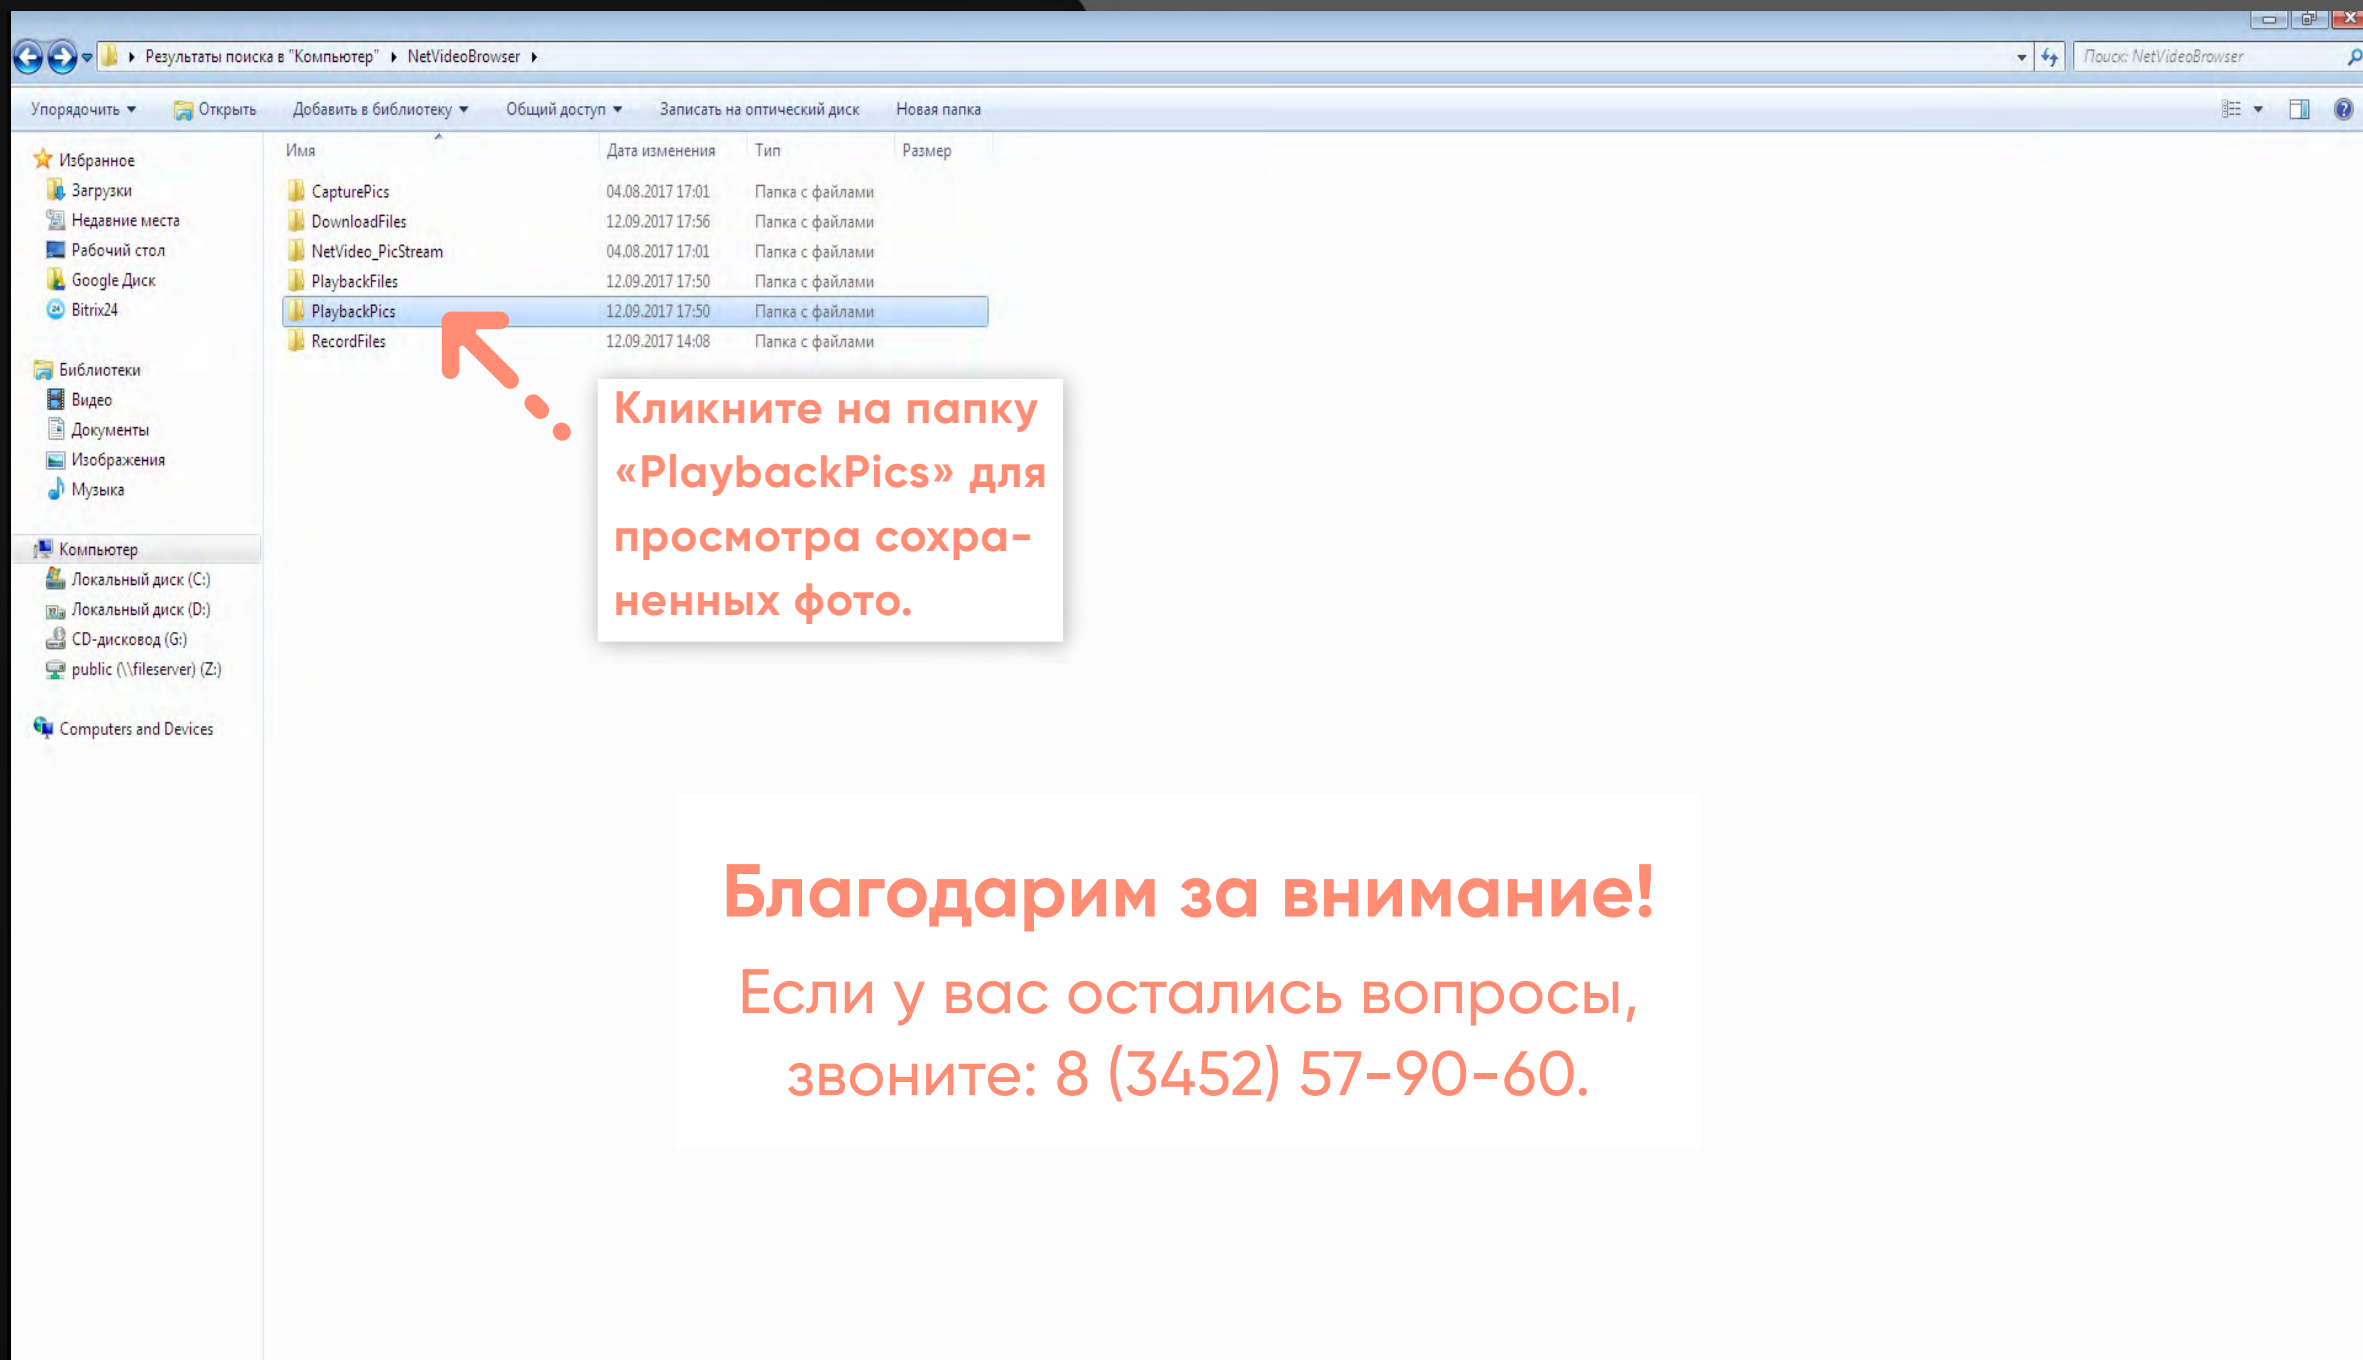 Результаты поиска в "Компьютер" NetVideoBrowser
Поиск: NetVideoBrowser
Упорядочить Открыть Добавить в библиотеку Общий доступ Записать на оптический диск Новая папка
Избранное
Загрузки
Недавние места
Рабочий стол
Google Диск
Bitrix24
Библиотеки
Видео
Документы
Изображения
Музыка
Компьютер
Локальный диск (C:)
Локальный диск (D:)
CD-дисковод (G:)
public (\\fileserver) (Z:)
Computers and Devices
Имя Дата изменения Тип Размер
CapturePics 04.08.2017 17:01 Папка с файлами
DownloadFiles 12.09.2017 17:56 Папка с файлами
NetVideo_PicStream 04.08.2017 17:01 Папка с файлами
PlaybackFiles 12.09.2017 17:50 Папка с файлами
PlaybackPics 12.09.2017 17:50 Папка с файлами
RecordFiles 12.09.2017 14:08 Папка с файлами
Кликните на папку
«PlaybackPics» для
просмотра сохра-
ненных фото.
Благодарим за внимание!
Если у вас остались вопросы,
звоните: 8 (3452) 57-90-60.